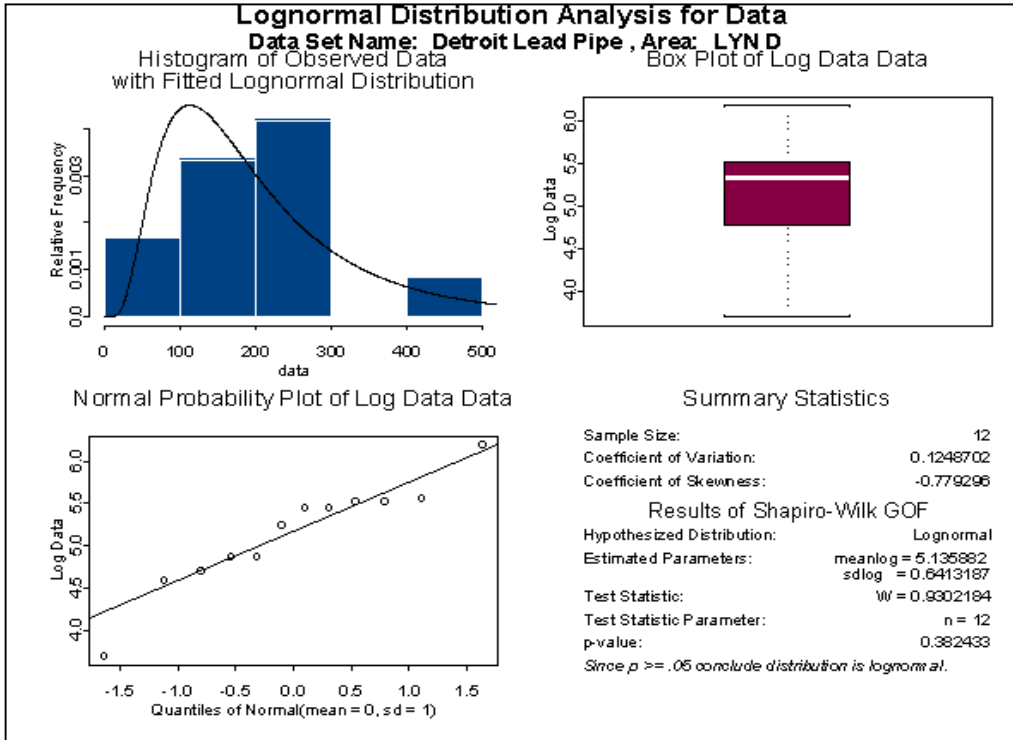 Lognormal Distribution Analysis for Data
Data Set Name: Detroit Lead Pipe , Area: LYN D
Histogram of Observed Data
with Fitted Lognormal Distribution
Relative Frequency
0.003
0.001
0.0
0 100 200 300 400 500
data
Box Plot of Log Data Data
Log Data
6.0
5.5
5.0
4.5
4.0
Normal Probability Plot of Log Data Data
Log Data
6.0
5.5
5.0
4.5
4.0
-1.5 -1.0 -0.5 0.0 0.5 1.0 1.5
Quantiles of Normal(mean = 0, sd = 1)
Summary Statistics
Sample Size: 12
Coefficient of Variation: 0.1248702
Coefficient of Skewness: -0.779296
Results of Shapiro-Wilk GOF
Hypothesized Distribution: Lognormal
Estimated Parameters: meanlog = 5.135882
sdlog = 0.6413187
Test Statistic: W = 0.9302184
Test Statistic Parameter: n = 12
p-value: 0.382433
Since p >= .05 conclude distribution is lognormal.